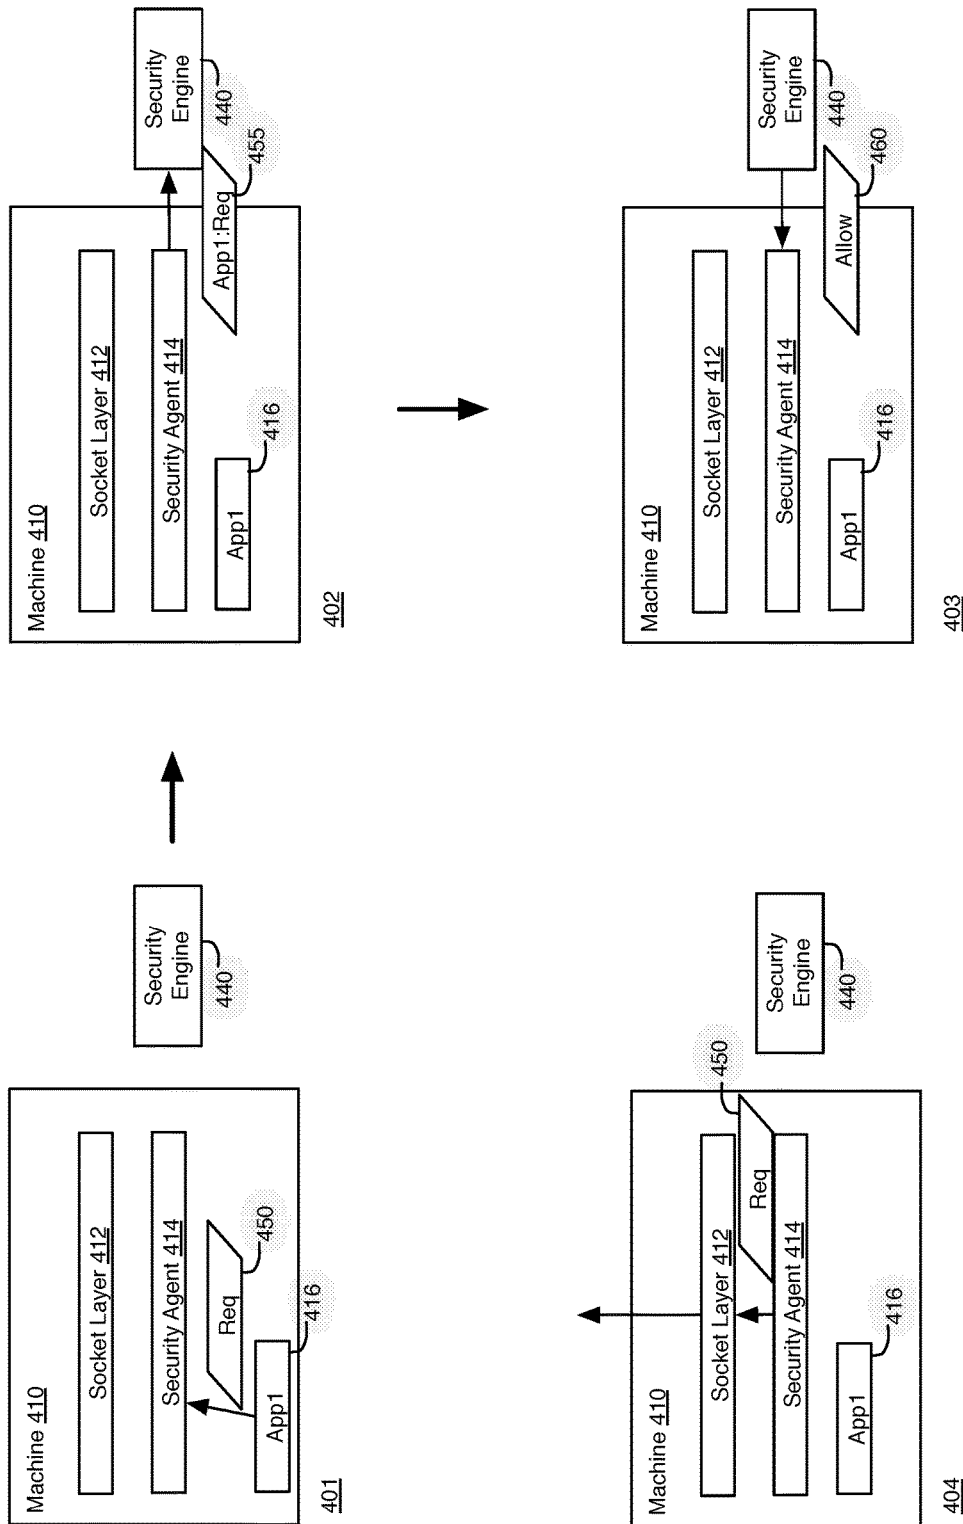 Machine 410
Socket Layer 412
Security Agent 414
Req
450
App1
416
401
Security
Engine
440
Machine 410
Socket Layer 412
Security Agent 414
App1:Req
455
App1
416
402
Security
Engine
440
Machine 410
Socket Layer 412
Req
450
Security Agent 414
App1
416
404
Security
Engine
440
Machine 410
Socket Layer 412
Security Agent 414
Allow
460
App1
416
403
Security
Engine
440